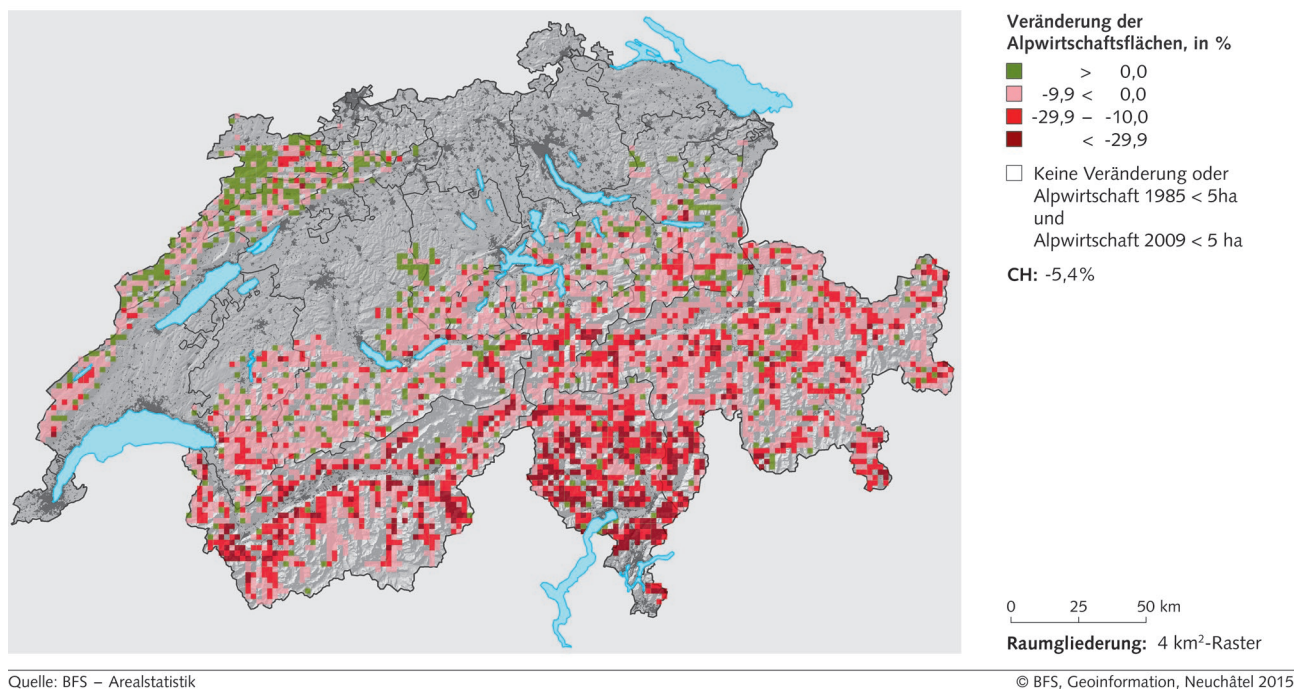 Veränderung der
Alpwirtschaftsflächen, in %
> 0,0
-9,9 < 0,0
-29,9 – -10,0
< -29,9
Keine Veränderung oder
Alpwirtschaft 1985 < 5ha
und
Alpwirtschaft 2009 < 5 ha
CH: -5,4%
0 25 50 km
Raumgliederung: 4 km²-Raster
Quelle: BFS – Arealstatistik
© BFS, Geoinformation, Neuchâtel 2015